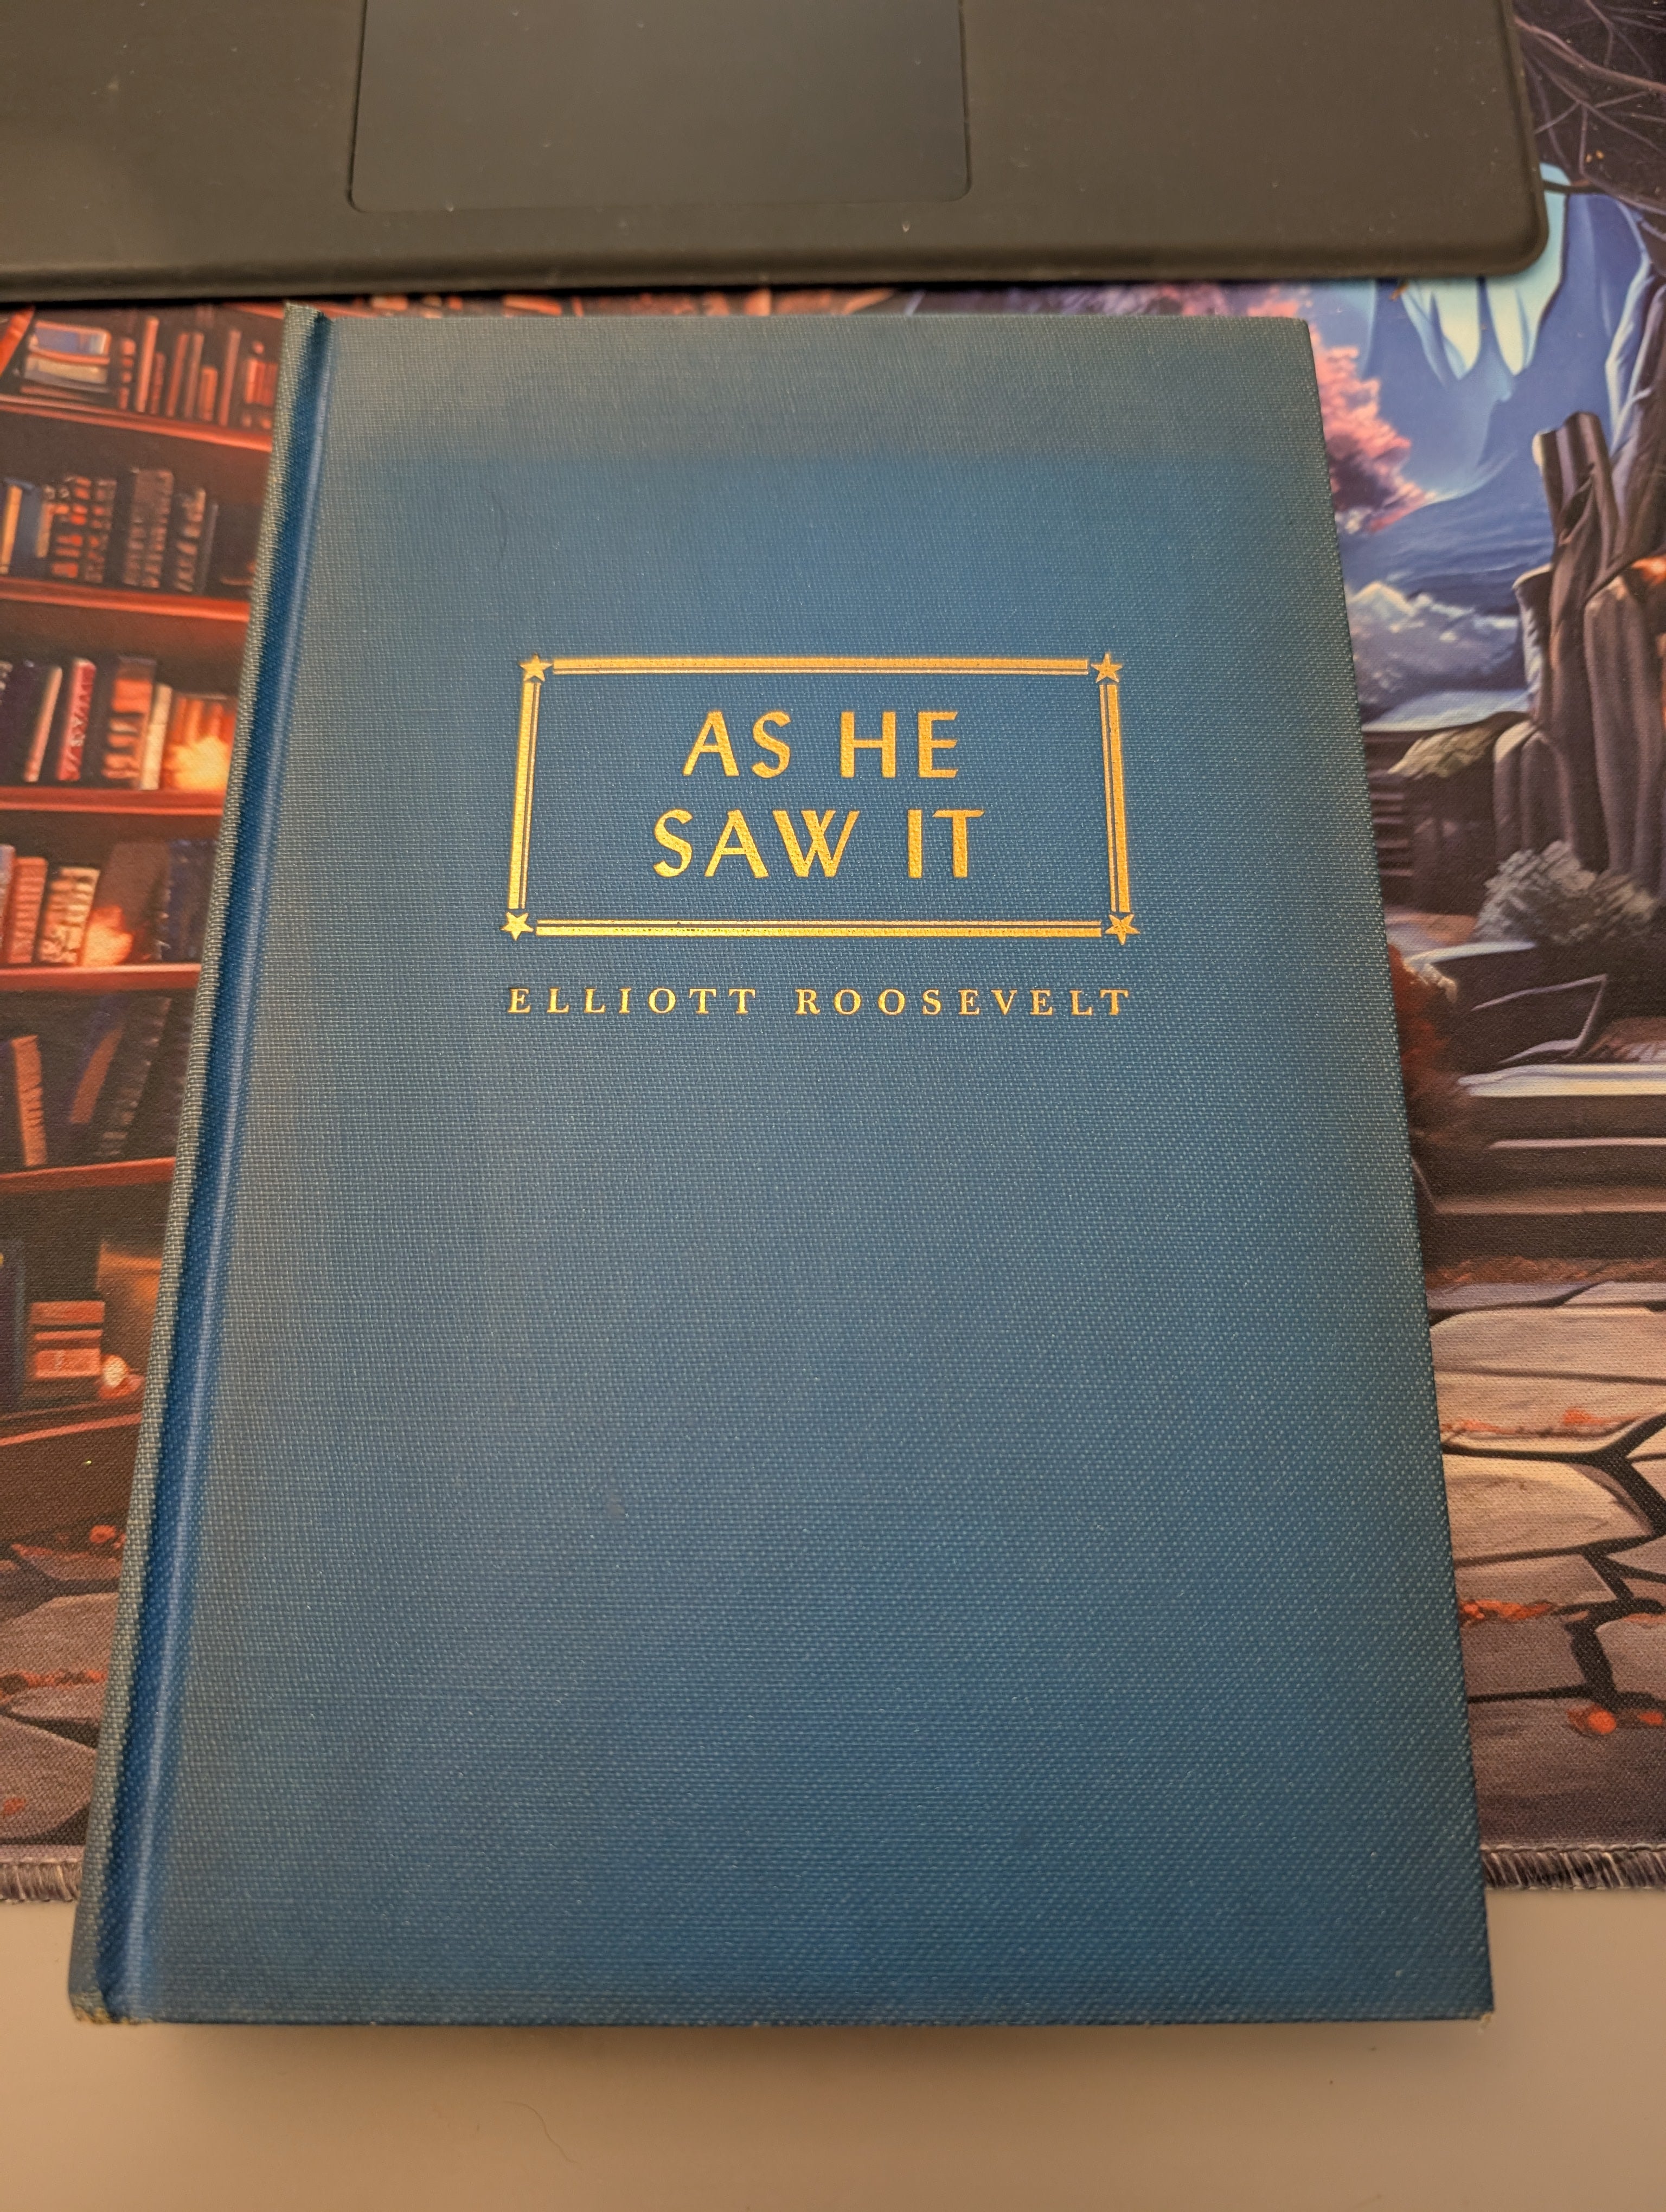 AS HE
SAW IT
ELLIOTT ROOSEVELT